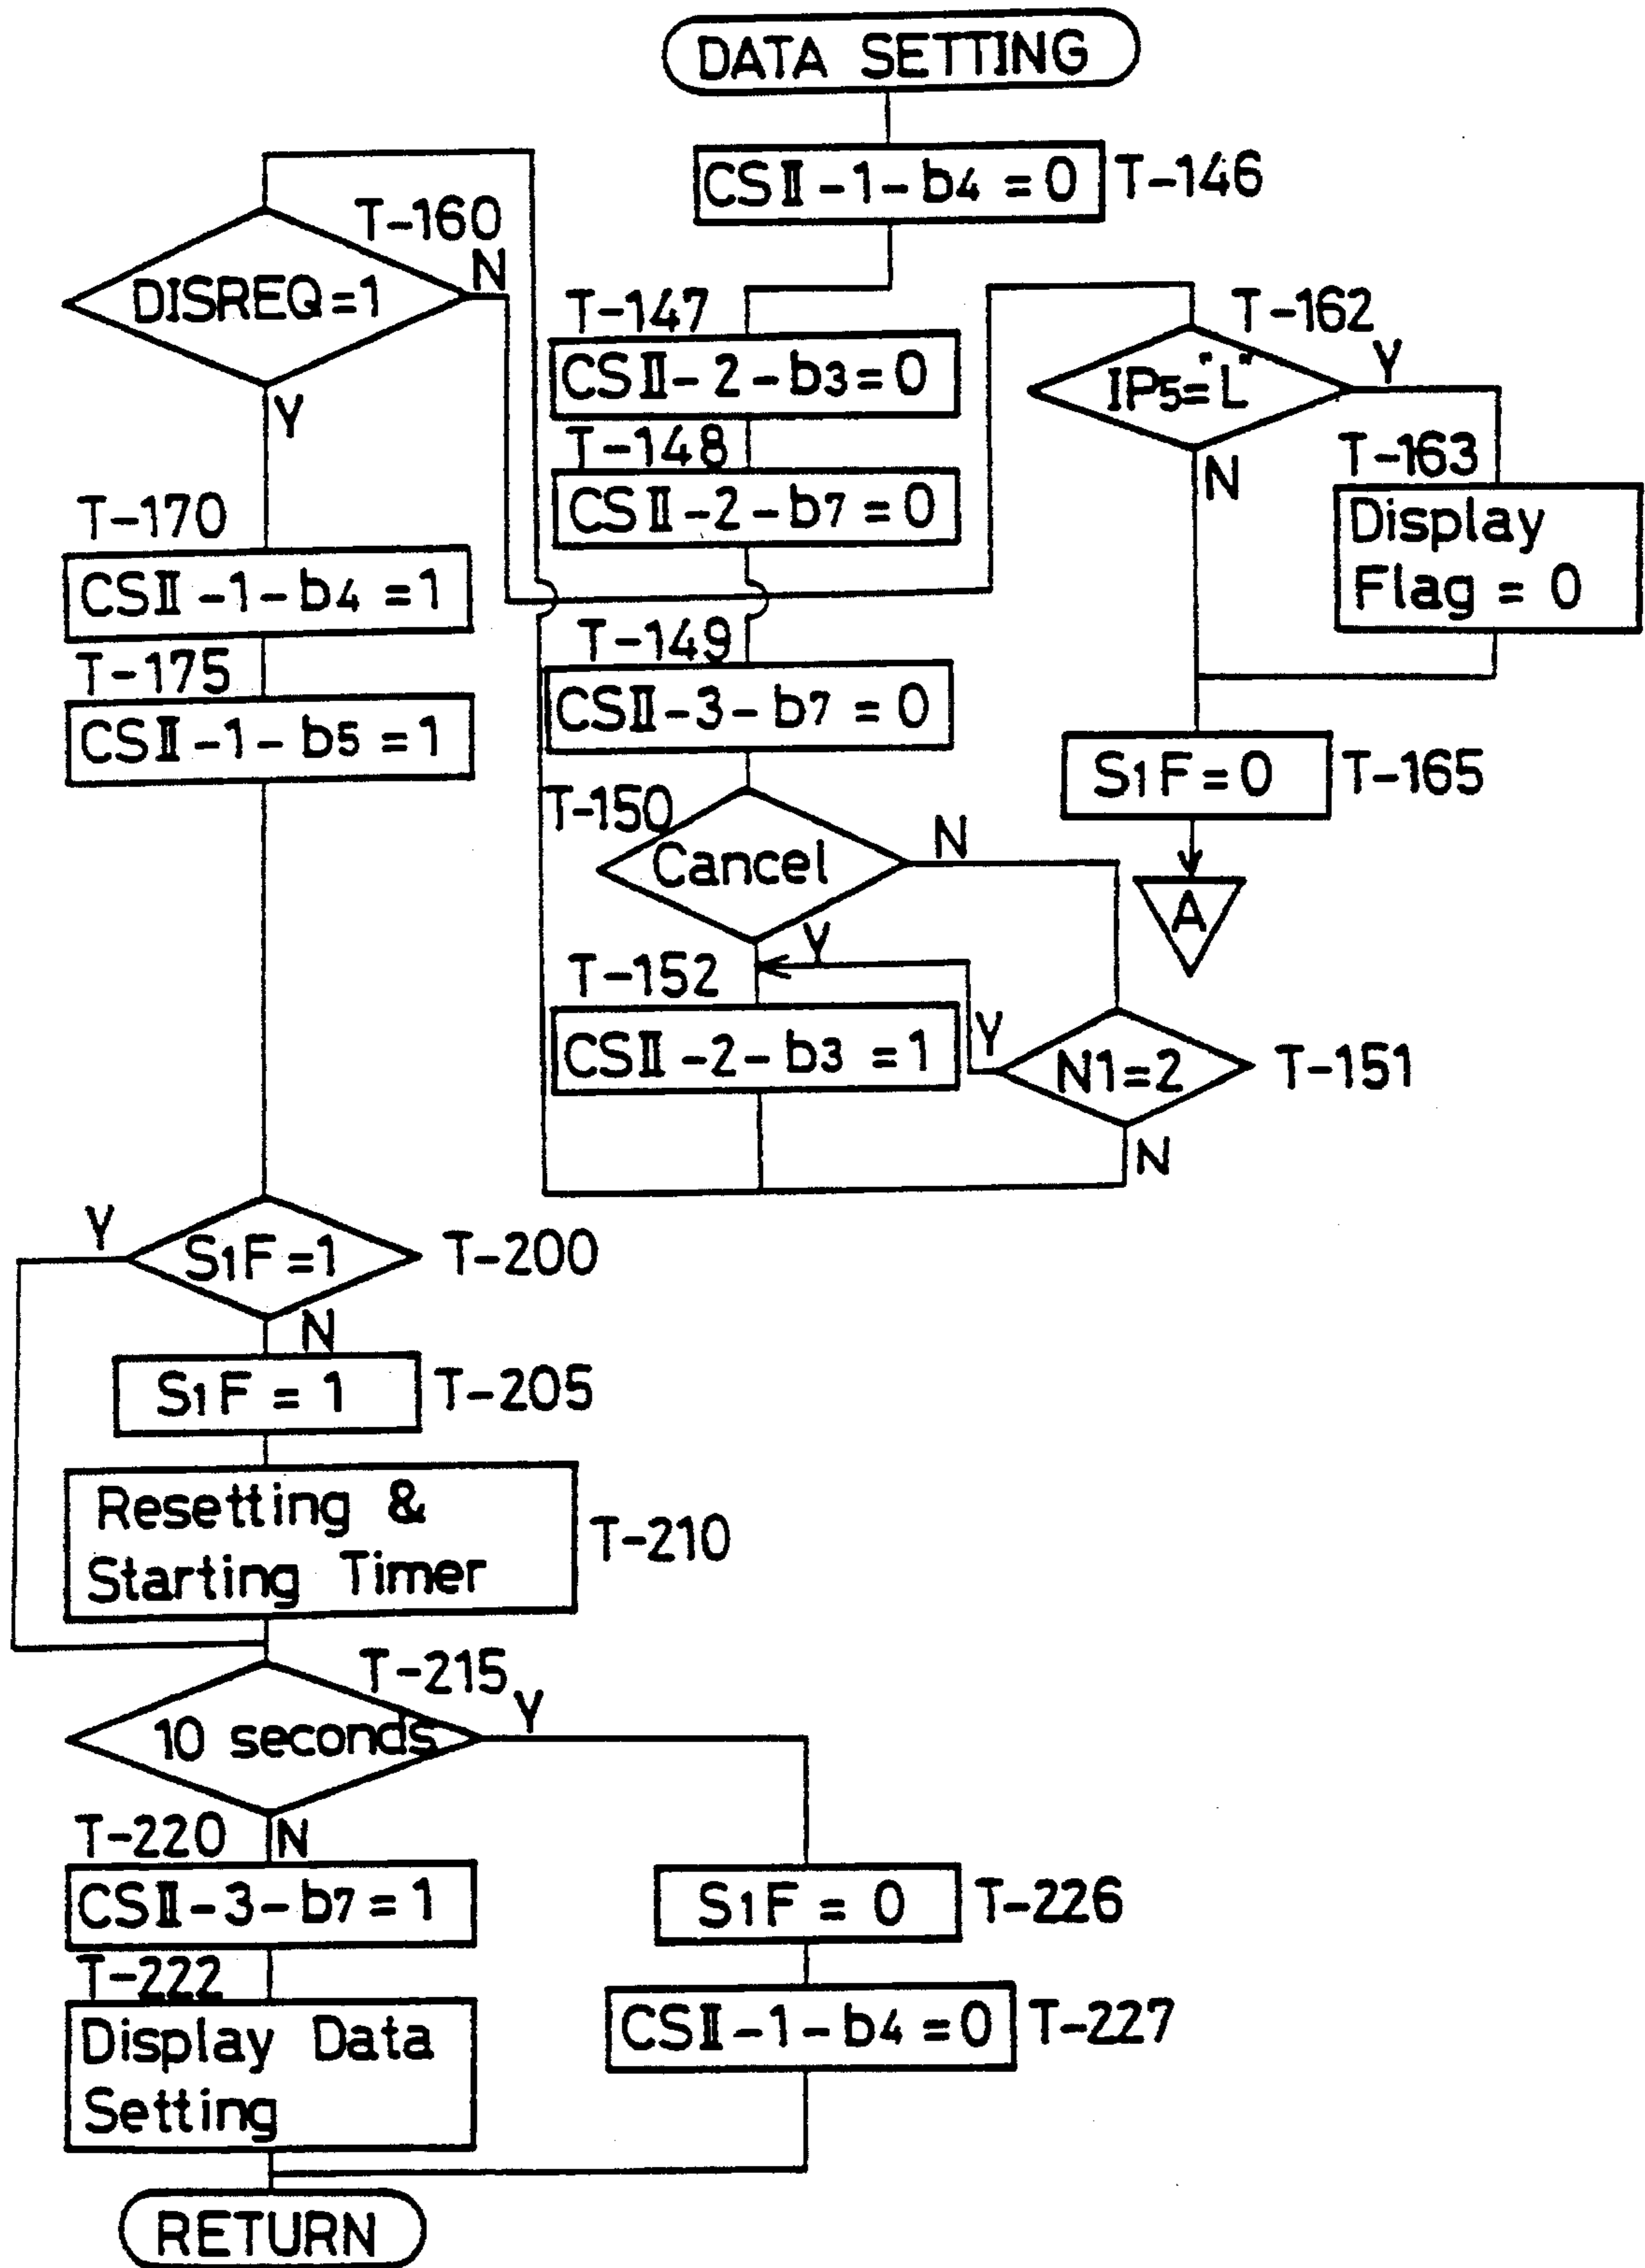 DATA SETTING
CSⅡ-1-b4=0 T-146
T-160
DISREQ=1
N
Y
T-147
CSⅡ-2-b3=0
T-148
CSⅡ-2-b7=0
T-162
IP5="L"
Y
N
T-163
Display
Flag = 0
T-170
CSⅡ-1-b4=1
T-175
CSⅡ-1-b5=1
T-149
CSⅡ-3-b7=0
S1F=0 T-165
A
T-150
Cancel
N
Y
T-152
CSⅡ-2-b3=1
Y
N1=2 T-151
N
Y
S1F=1 T-200
N
S1F = 1 T-205
Resetting &
Starting Timer
T-210
T-215
10 seconds
Y
N
T-220
CSⅡ-3-b7=1
T-222
Display Data
Setting
S1F = 0 T-226
CSⅡ-1-b4=0 T-227
RETURN